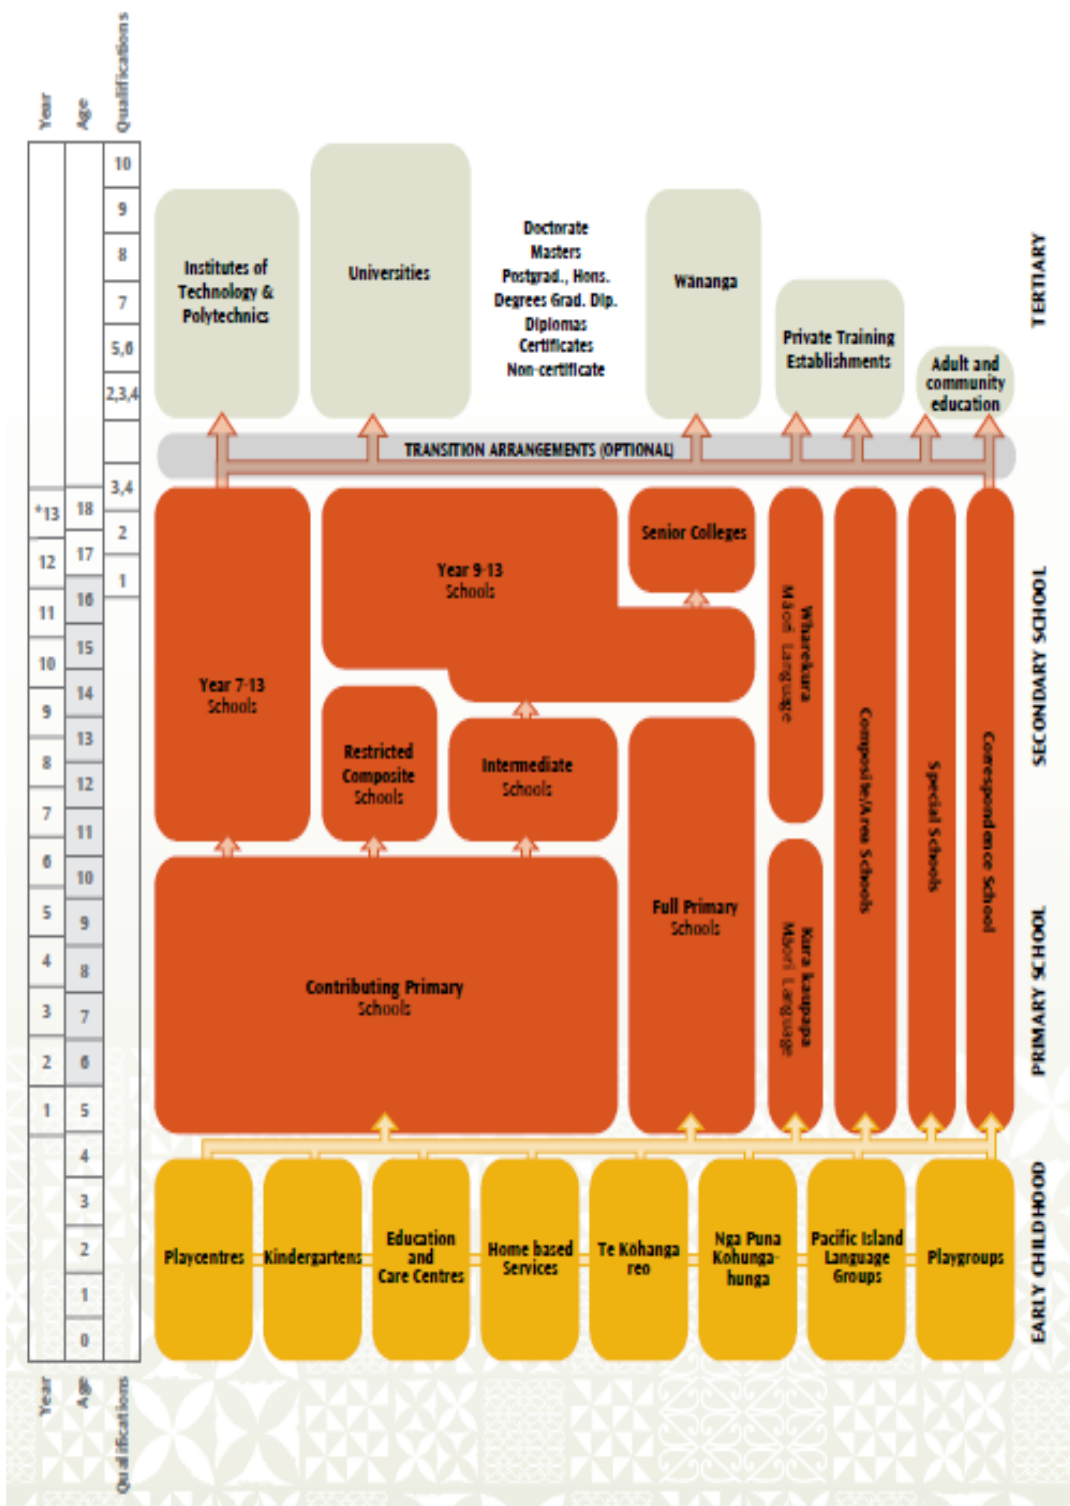 Year
Age
Qualifications
10
9
8
7
5,6
2,3,4
3,4
2
1
*13
12
11
10
9
8
7
6
5
4
3
2
1
18
17
16
15
14
13
12
11
10
9
8
7
6
5
4
3
2
1
0
Institutes of
Technology &
Polytechnics
Universities
Doctorate
Masters
Postgrad., Hons.
Degrees Grad. Dip.
Diplomas
Certificates
Non-certificate
Wānanga
Private Training
Establishments
Adult and
community
education
TERTIARY
TRANSITION ARRANGEMENTS (OPTIONAL)
Year 7-13
Schools
Year 9-13
Schools
Senior Colleges
Restricted
Composite
Schools
Intermediate
Schools
Wharekura
Māori Language
Composite/Area Schools
Special Schools
Correspondence School
SECONDARY SCHOOL
Contributing Primary
Schools
Full Primary
Schools
Kura kaupapa
Māori Language
PRIMARY SCHOOL
Playcentres
Kindergartens
Education
and
Care Centres
Home based
Services
Te Kōhanga
reo
Nga Puna
Kohunga-
hunga
Pacific Island
Language
Groups
Playgroups
EARLY CHILDHOOD
Year
Age
Qualifications